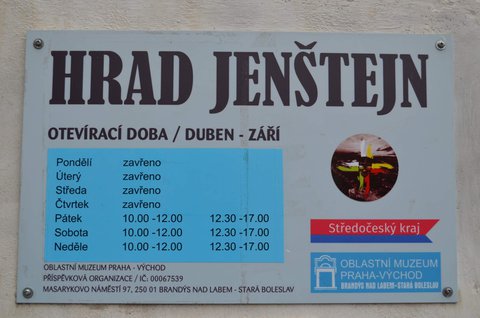 HRAD JENŠTEJN
OTEVÍRACÍ DOBA / DUBEN - ZÁŘÍ
Pondělí zavřeno
Úterý zavřeno
Středa zavřeno
Čtvrtek zavřeno
Pátek 10.00 -12.00 12.30 -17.00
Sobota 10.00 -12.00 12.30 -17.00
Neděle 10.00 -12.00 12.30 -17.00
Středočeský kraj
OBLASTNÍ MUZEUM PRAHA - VÝCHOD
PŘÍSPĚVKOVÁ ORGANIZACE / IČ: 00067539
MASARYKOVO NÁMĚSTÍ 97, 250 01 BRANDÝS NAD LABEM - STARÁ BOLESLAV
OBLASTNÍ MUZEUM
PRAHA-VÝCHOD
BRANDÝS NAD LABEM-STARÁ BOLESLAV